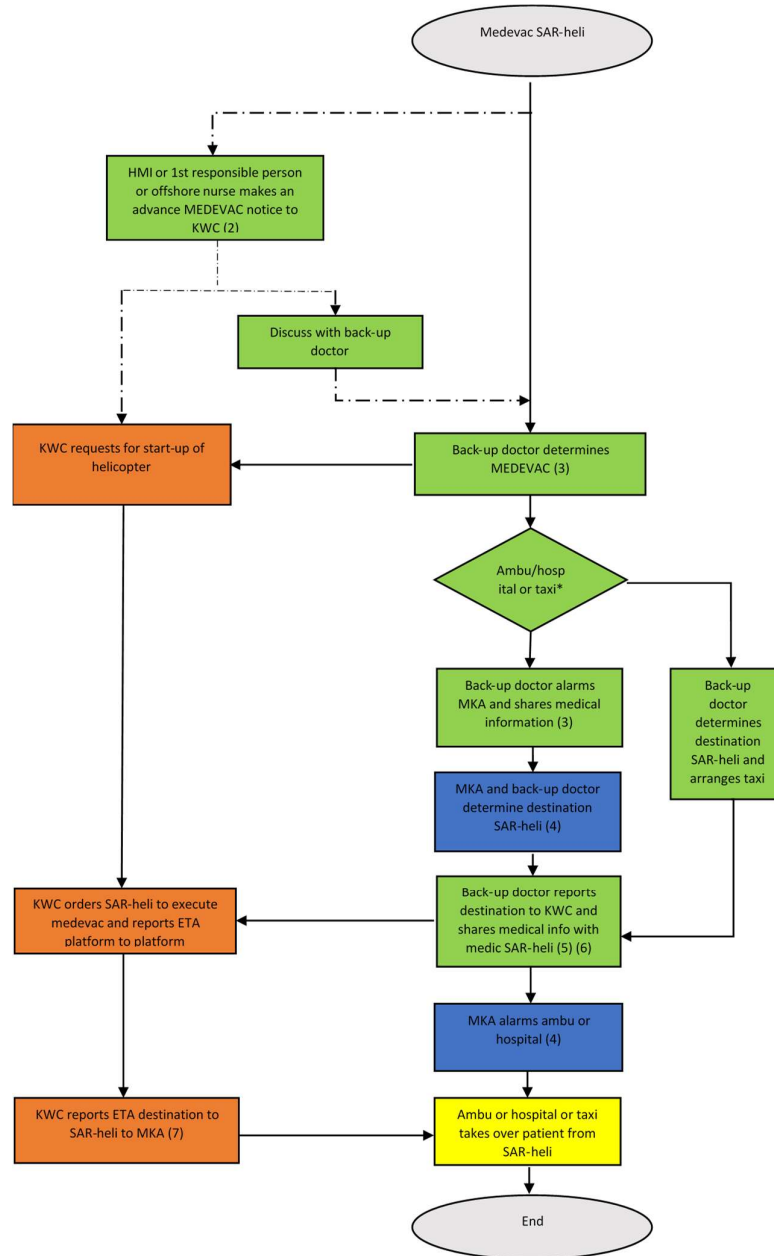 Medevac SAR-heli
HMI or 1st responsible person
or offshore nurse makes an
advance MEDEVAC notice to
KWC (2)
Discuss with back-up
doctor
KWC requests for start-up of
helicopter
Back-up doctor determines
MEDEVAC (3)
Ambu/hosp
ital or taxi*
Back-up doctor alarms
MKA and shares medical
information (3)
Back-up
doctor
determines
destination
SAR-heli and
arranges taxi
MKA and back-up doctor
determine destination
SAR-heli (4)
KWC orders SAR-heli to execute
medevac and reports ETA
platform to platform
Back-up doctor reports
destination to KWC and
shares medical info with
medic SAR-heli (5) (6)
MKA alarms ambu or
hospital (4)
KWC reports ETA destination to
SAR-heli to MKA (7)
Ambu or hospital or taxi
takes over patient from
SAR-heli
End